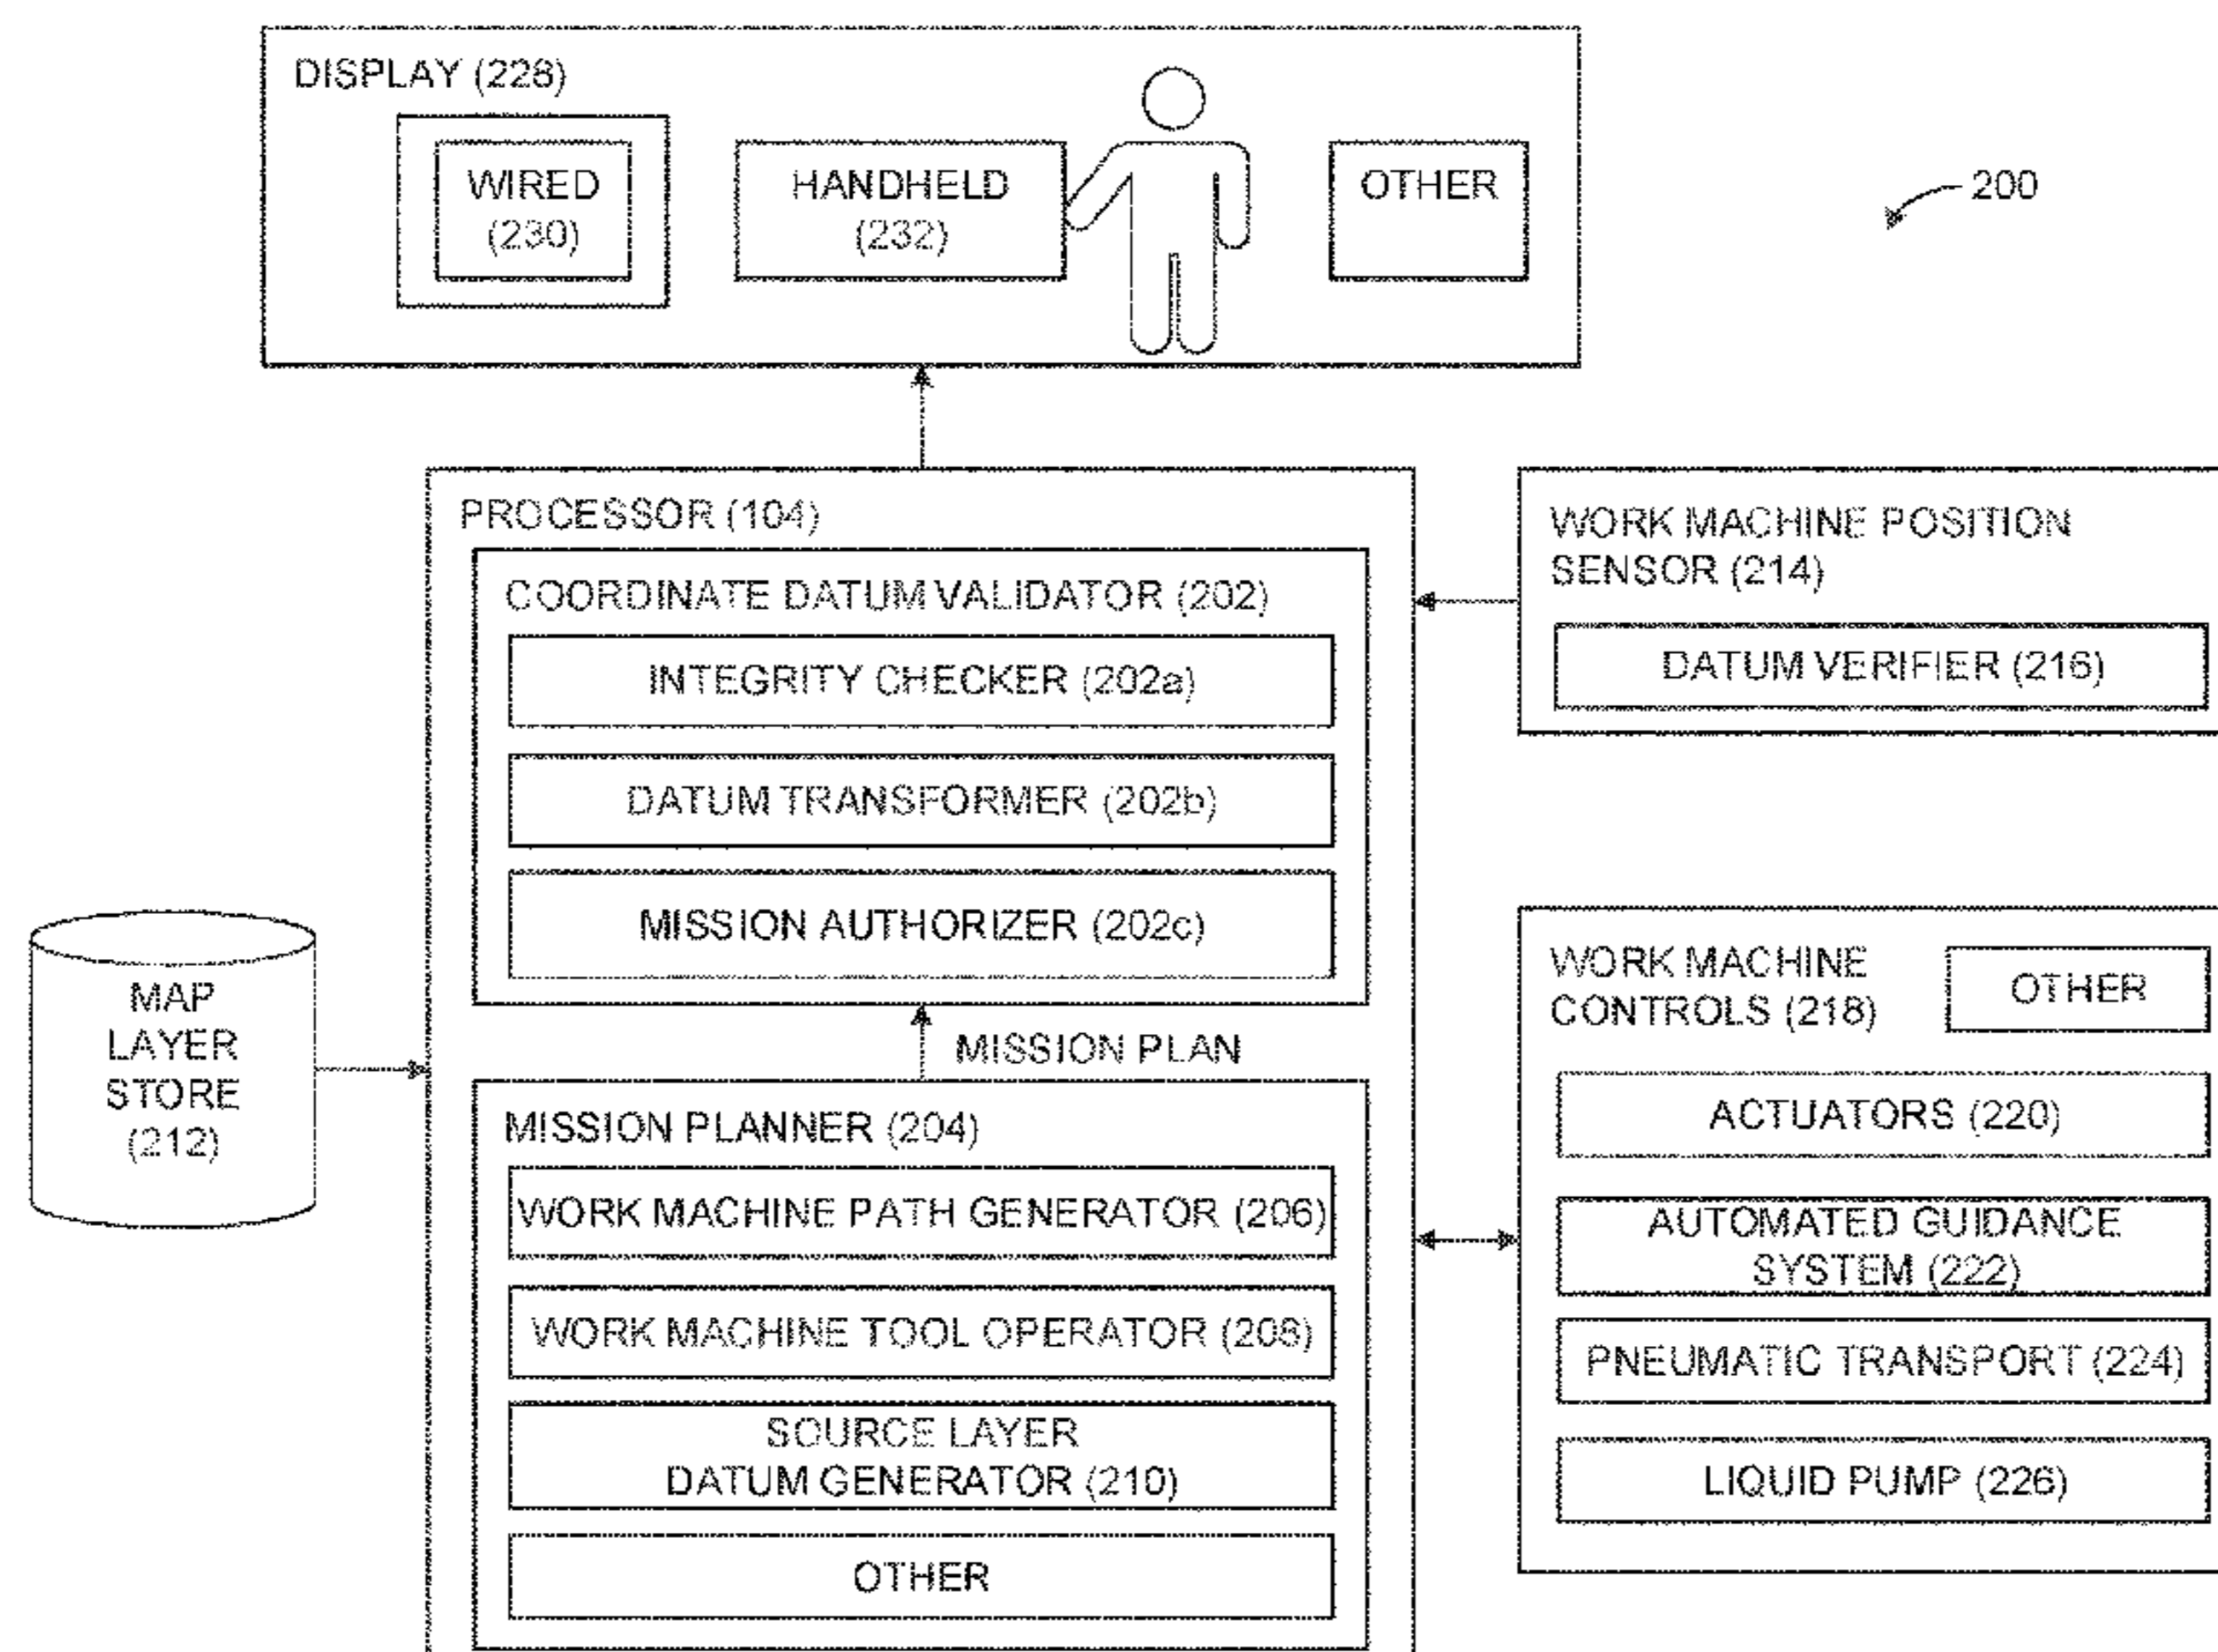 DISPLAY (228)
WIRED
(230)
HANDHELD
(232)
OTHER
200
PROCESSOR (104)
COORDINATE DATUM VALIDATOR (202)
INTEGRITY CHECKER (202a)
DATUM TRANSFORMER (202b)
MISSION AUTHORIZER (202c)
MISSION PLAN
MISSION PLANNER (204)
WORK MACHINE PATH GENERATOR (206)
WORK MACHINE TOOL OPERATOR (208)
SOURCE LAYER
DATUM GENERATOR (210)
OTHER
MAP
LAYER
STORE
(212)
WORK MACHINE POSITION
SENSOR (214)
DATUM VERIFIER (216)
WORK MACHINE
CONTROLS (218)
OTHER
ACTUATORS (220)
AUTOMATED GUIDANCE
SYSTEM (222)
PNEUMATIC TRANSPORT (224)
LIQUID PUMP (226)